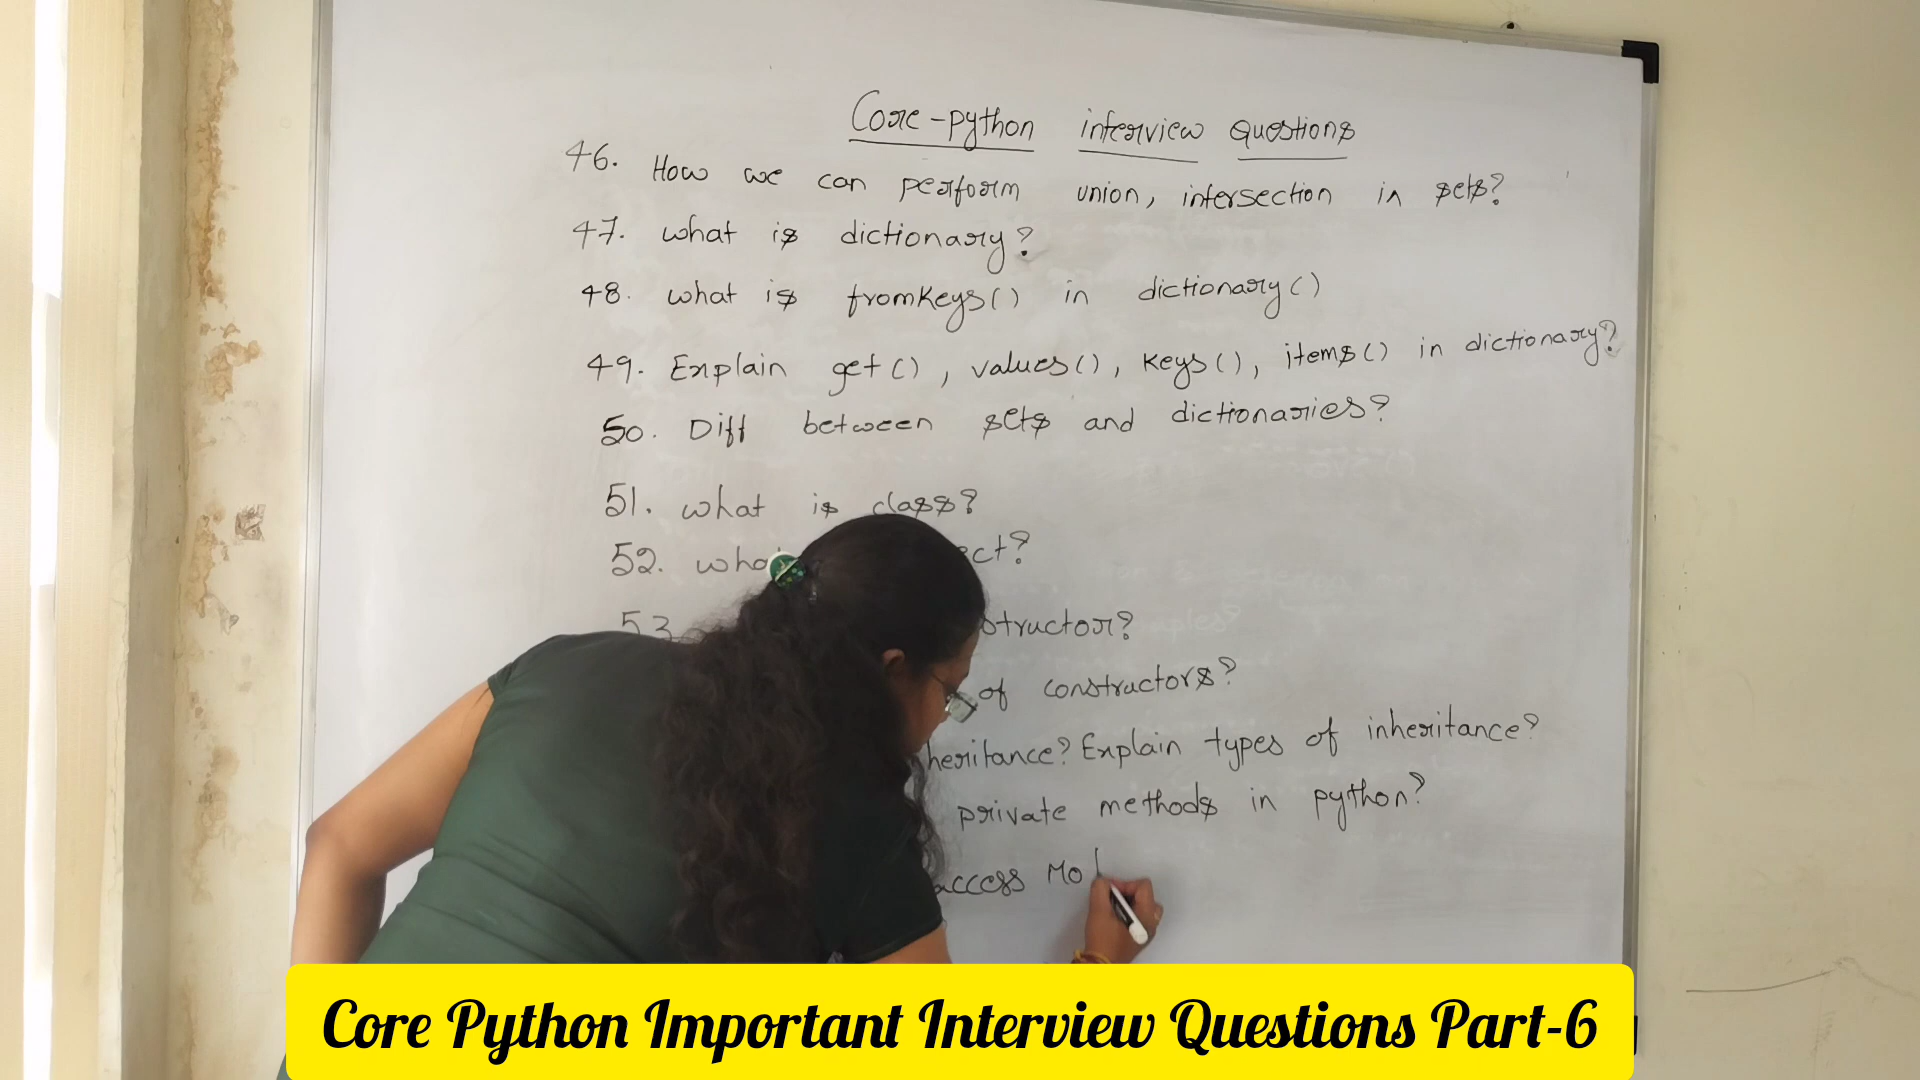 Core-python interview Questions
46. How we can perform union, intersection in sets?
47. what is dictionary?
48. what is fromkeys() in dictionary()
49. Explain get(), values(), keys(), items() in dictionary?
50. Diff between sets and dictionaries?
51. what is class?
52. wha ect?
53 structor?
of constructors?
heritance? Explain types of inheritance?
private methods in python?
access Mo
Core Python Important Interview Questions Part-6